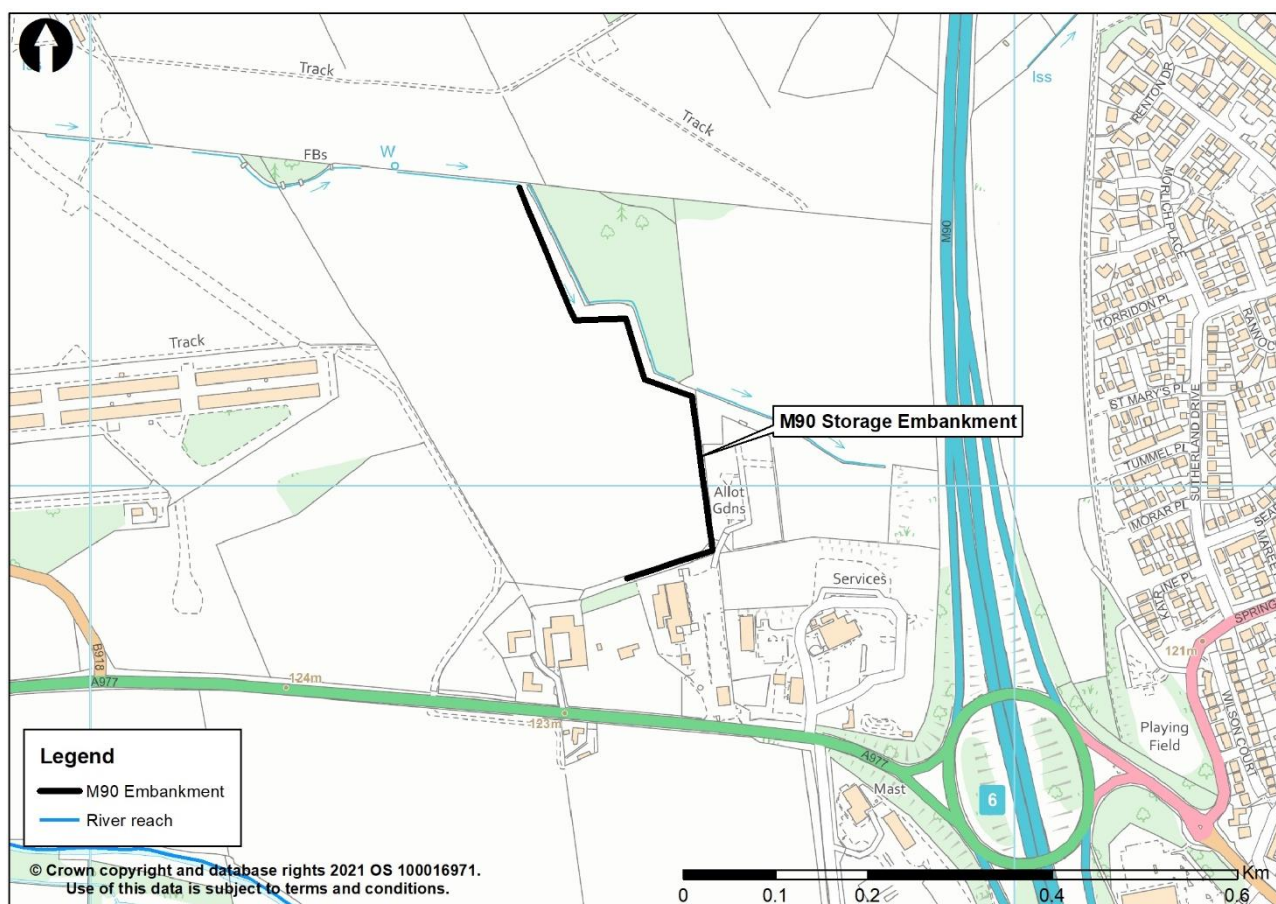 Iss
Track
Track
FBs
W
M90
RENTON DR
MORLICH PLACE
TORRIDON PL
Track
ST MARY'S PL
SUTHERLAND DRIVE
M90 Storage Embankment
TUMMEL PL
Allot
Gdns
MORAR PL
Services
SPRING
121m
B918
A977
124m
123m
WILSON COURT
Playing
Field
A977
Mast
6
Legend
M90 Embankment
River reach
© Crown copyright and database rights 2021 OS 100016971.
Use of this data is subject to terms and conditions.
Km
0
0.1
0.2
0.4
0.6